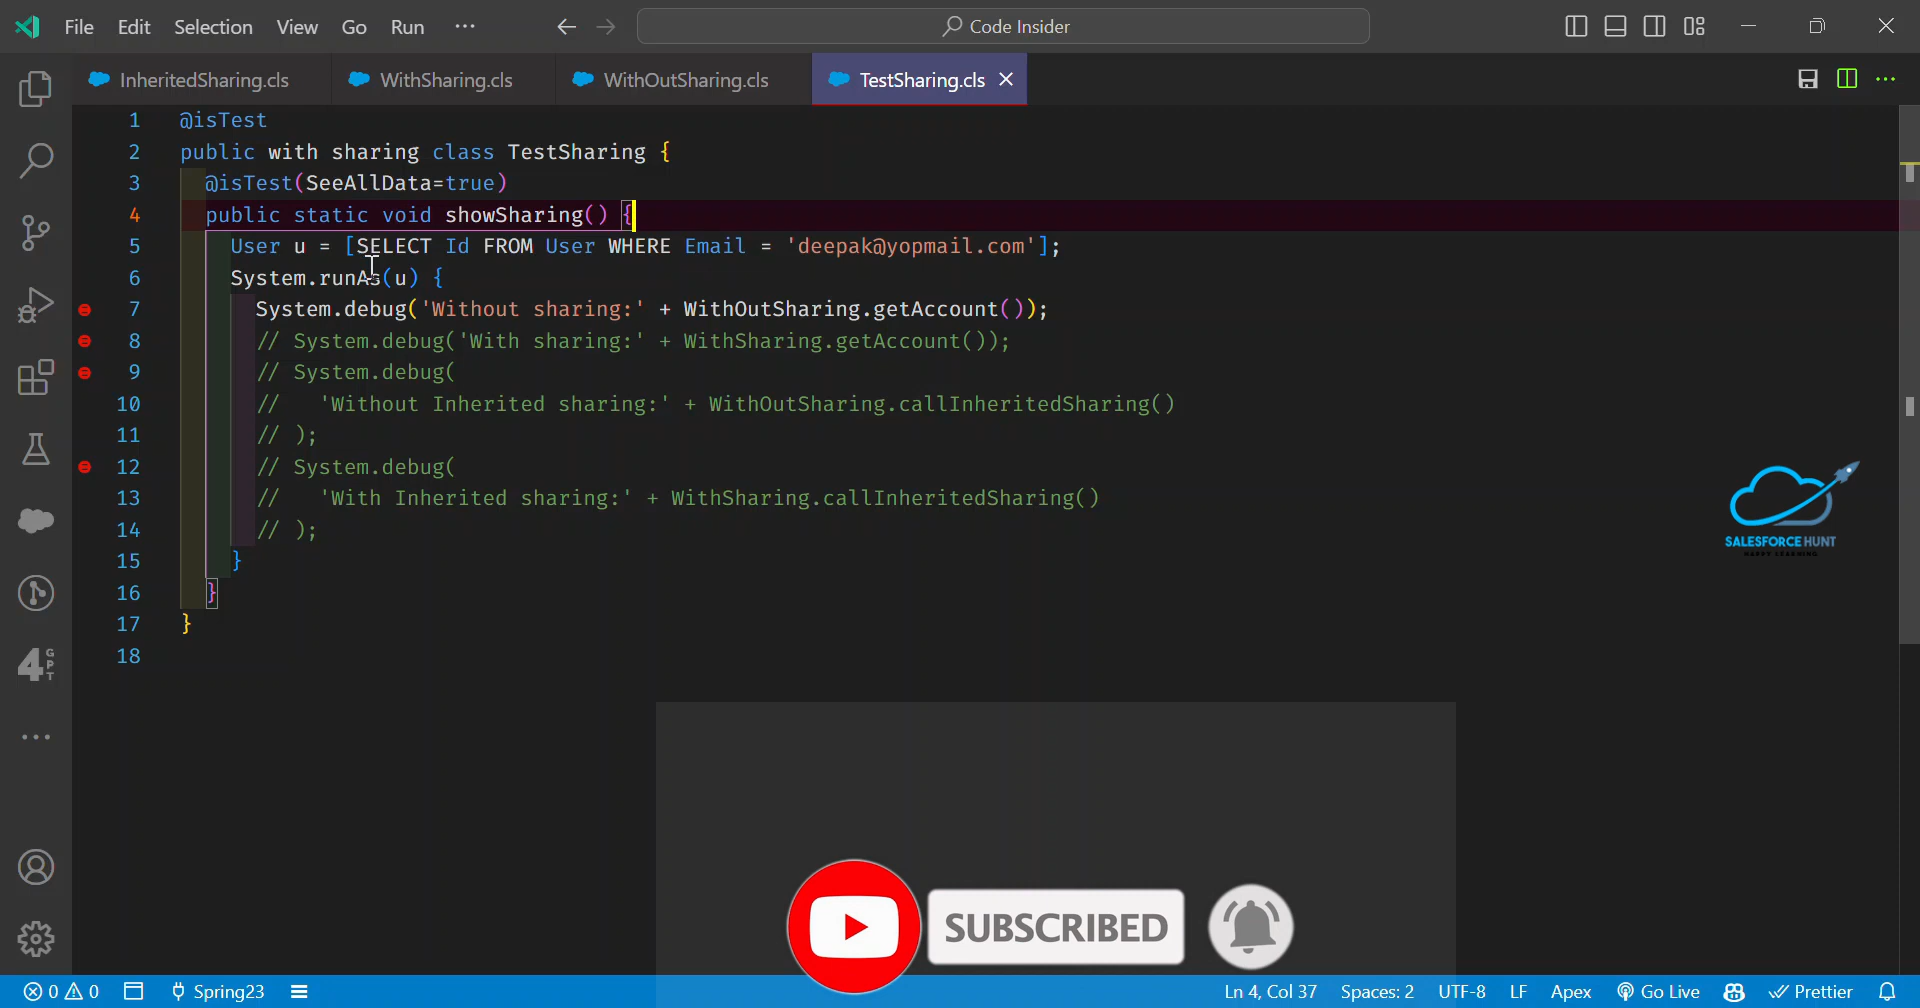 File Edit Selection View Go Run ··· Code Insider
InheritedSharing.cls WithSharing.cls WithOutSharing.cls TestSharing.cls
1 @isTest
2 public with sharing class TestSharing {
3 @isTest(SeeAllData=true)
4 public static void showSharing() {
5 User u = [SELECT Id FROM User WHERE Email = 'deepak@yopmail.com'];
6 System.runAs(u) {
7 System.debug('Without sharing:' + WithOutSharing.getAccount());
8 // System.debug('With sharing:' + WithSharing.getAccount());
9 // System.debug(
10 // 'Without Inherited sharing:' + WithOutSharing.callInheritedSharing()
11 // );
12 // System.debug(
13 // 'With Inherited sharing:' + WithSharing.callInheritedSharing()
14 // );
15 }
16 }
17 }
18
4 GPT
SALESFORCE HUNT
HAPPY LEARNING
SUBSCRIBED
0 0 Spring23 Ln 4, Col 37 Spaces: 2 UTF-8 LF Apex Go Live Prettier